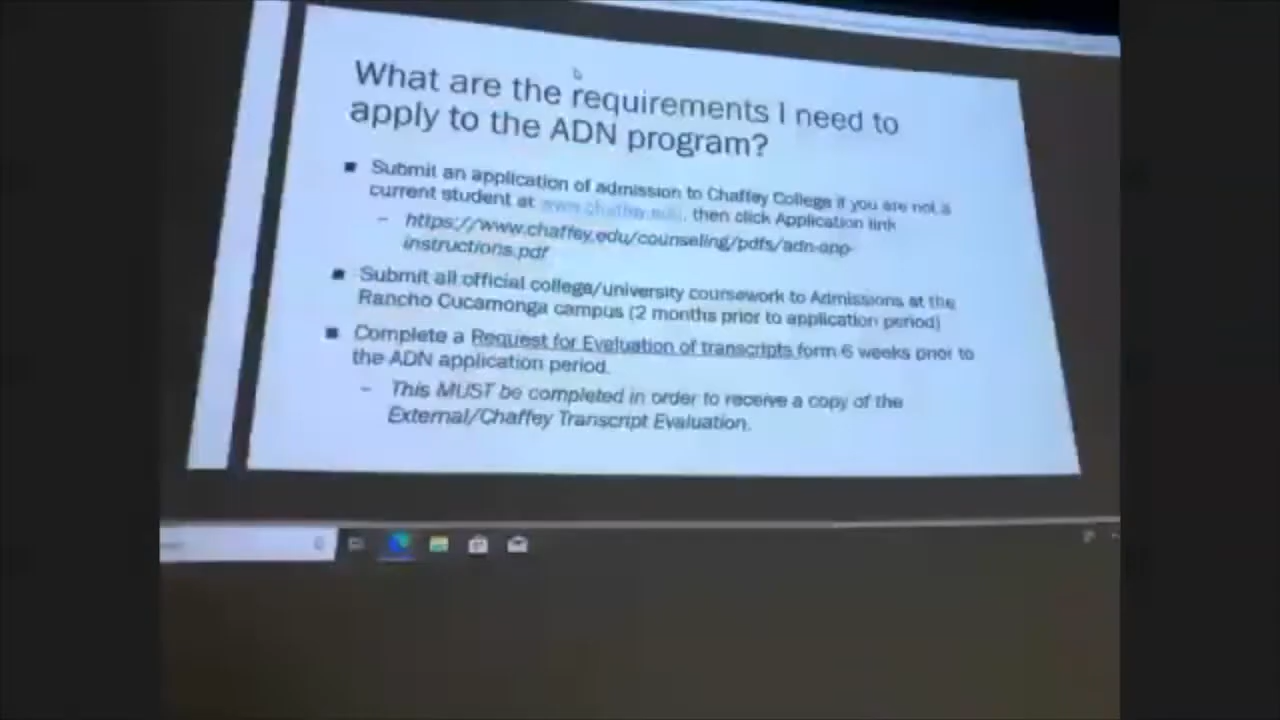 What are the requirements I need to
apply to the ADN program?
■ Submit an application of admission to Chaffey College if you are not a
current student at www.chaffey.edu, then click Application link
– https://www.chaffey.edu/counseling/pdfs/adn-app-
instructions.pdf
■ Submit all official college/university coursework to Admissions at the
Rancho Cucamonga campus (2 months prior to application period)
■ Complete a Request for Evaluation of transcripts form 6 weeks prior to
the ADN application period.
– This MUST be completed in order to receive a copy of the
External/Chaffey Transcript Evaluation.